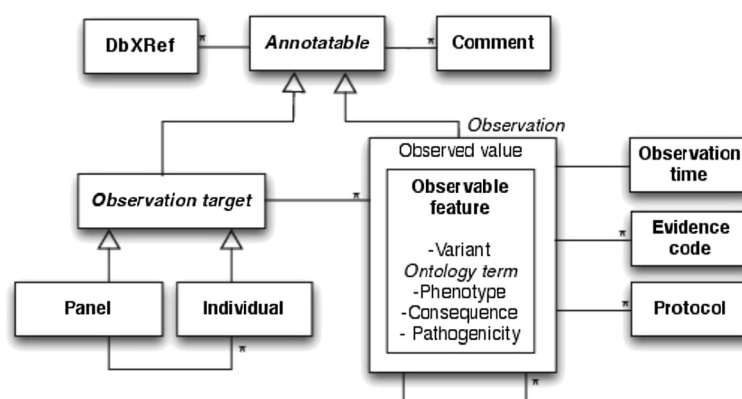 DbXRef
*
Annotatable
*
Comment
Observation
Observed value
Observable
feature
-Variant
Ontology term
-Phenotype
-Consequence
- Pathogenicity
Observation
time
*
Evidence
code
*
Protocol
Observation target
*
Panel
Individual
*
*